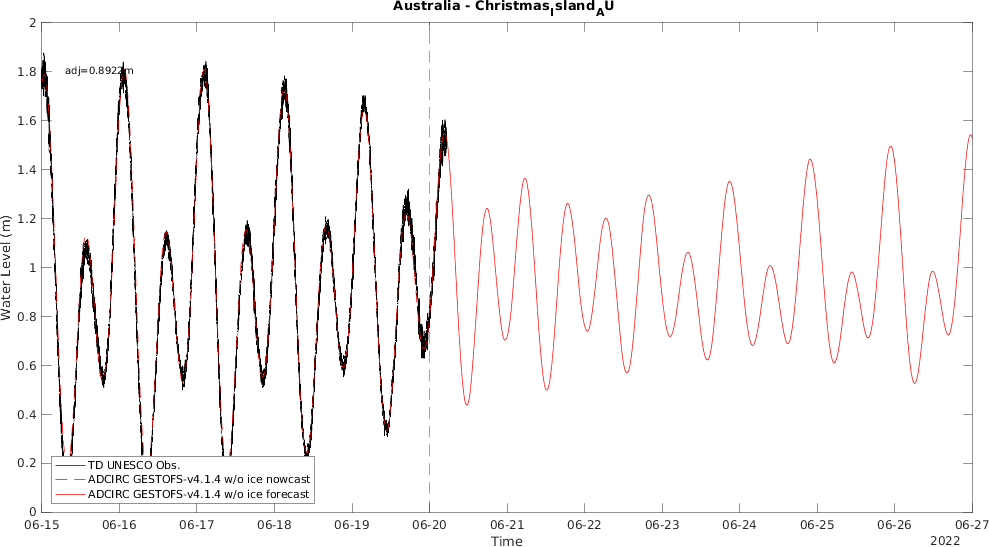 Australia - ChristmasIslandAU
2
1.8
1.6
1.4
1.2
1
0.8
0.6
0.4
0.2
0
Water Level (m)
adj=0.8922m
TD UNESCO Obs.
ADCIRC GESTOFS-v4.1.4 w/o ice nowcast
ADCIRC GESTOFS-v4.1.4 w/o ice forecast
06-15 06-16 06-17 06-18 06-19 06-20 06-21 06-22 06-23 06-24 06-25 06-26 06-27
Time
2022